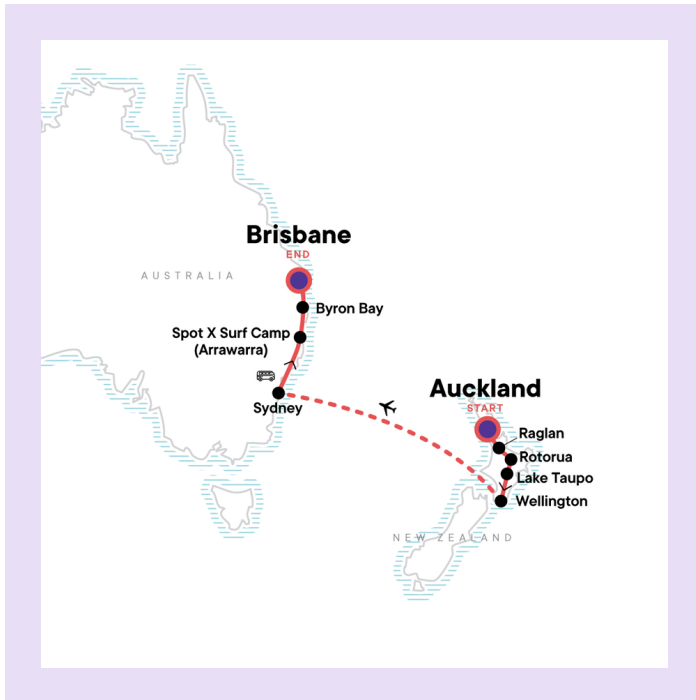 Brisbane
END
AUSTRALIA
Byron Bay
Spot X Surf Camp
(Arrawarra)
Sydney
Auckland
START
Raglan
Rotorua
Lake Taupo
Wellington
NEW ZEALAND